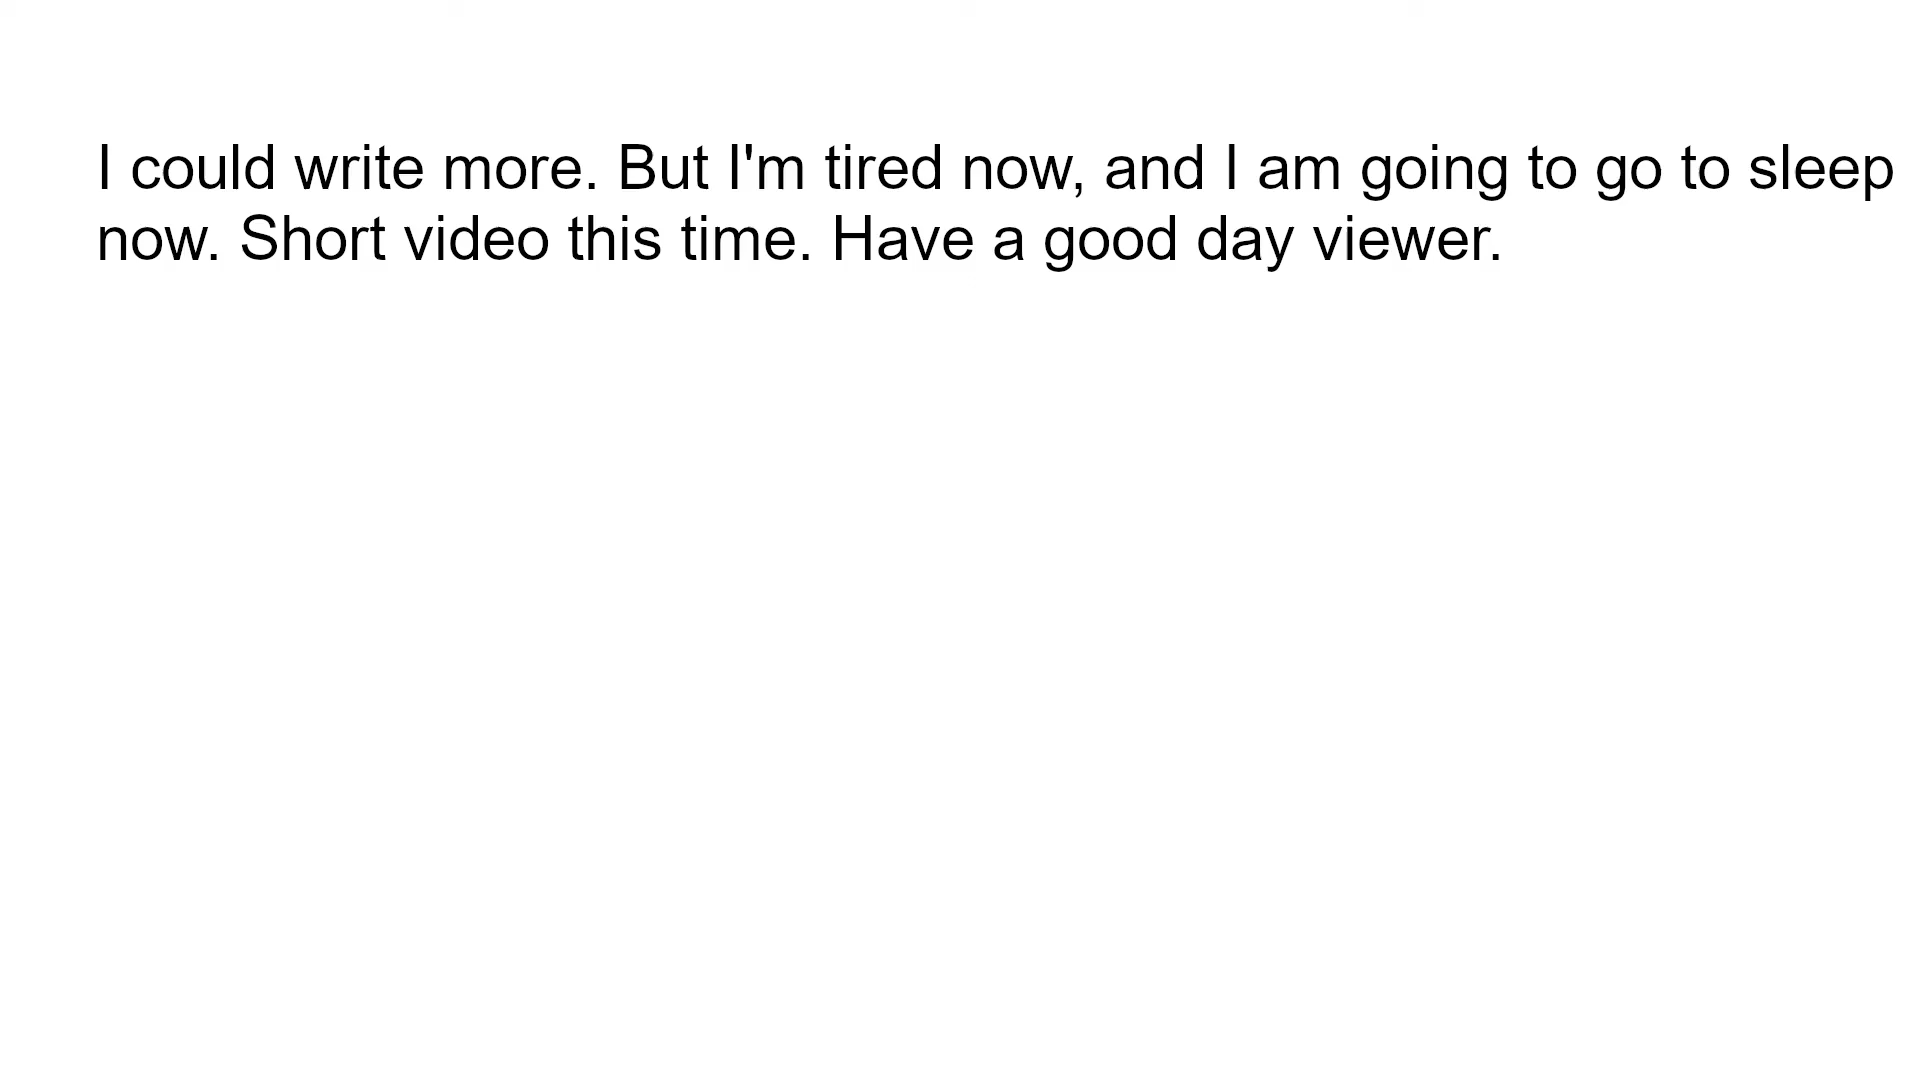 I could write more. But I'm tired now, and I am going to go to sleep
now. Short video this time. Have a good day viewer.